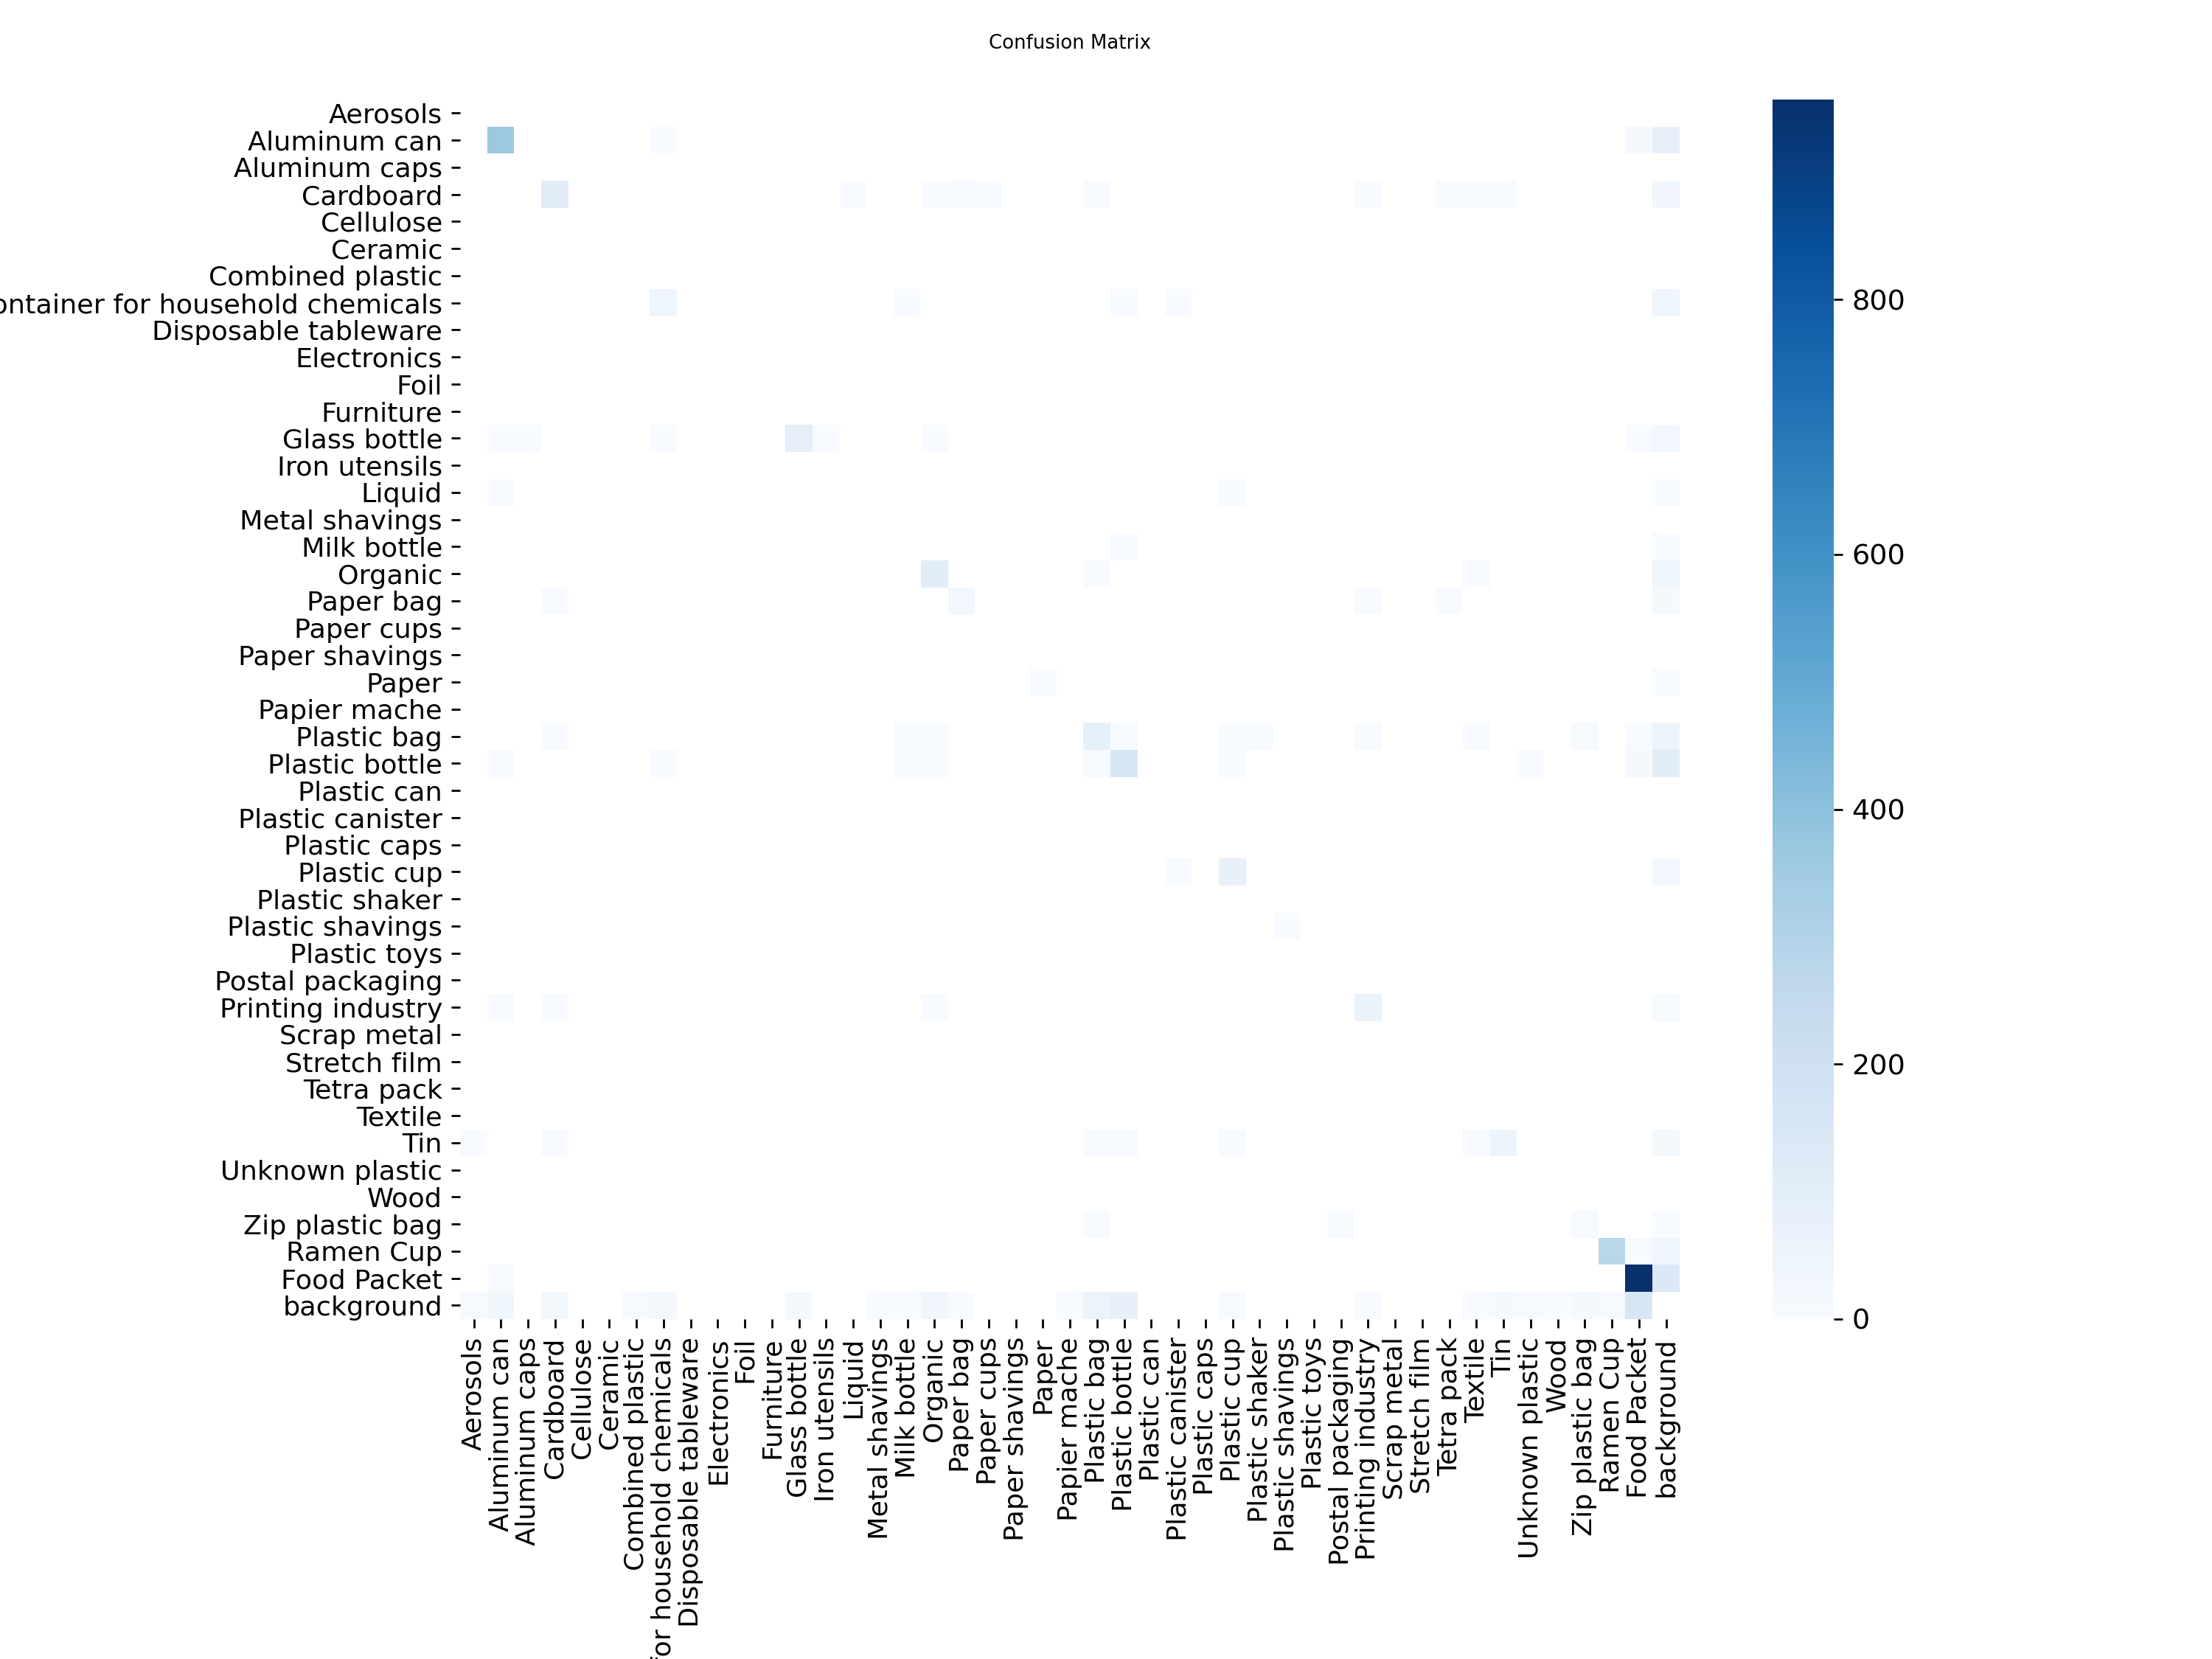 Confusion Matrix
Aerosols
Aluminum can
Aluminum caps
Cardboard
Cellulose
Ceramic
Combined plastic
ontainer for household chemicals
Disposable tableware
Electronics
Foil
Furniture
Glass bottle
Iron utensils
Liquid
Metal shavings
Milk bottle
Organic
Paper bag
Paper cups
Paper shavings
Paper
Papier mache
Plastic bag
Plastic bottle
Plastic can
Plastic canister
Plastic caps
Plastic cup
Plastic shaker
Plastic shavings
Plastic toys
Postal packaging
Printing industry
Scrap metal
Stretch film
Tetra pack
Textile
Tin
Unknown plastic
Wood
Zip plastic bag
Ramen Cup
Food Packet
background
Aerosols
Aluminum can
Aluminum caps
Cardboard
Cellulose
Ceramic
Combined plastic
for household chemicals
Disposable tableware
Electronics
Foil
Furniture
Glass bottle
Iron utensils
Liquid
Metal shavings
Milk bottle
Organic
Paper bag
Paper cups
Paper shavings
Paper
Papier mache
Plastic bag
Plastic bottle
Plastic can
Plastic canister
Plastic caps
Plastic cup
Plastic shaker
Plastic shavings
Plastic toys
Postal packaging
Printing industry
Scrap metal
Stretch film
Tetra pack
Textile
Tin
Unknown plastic
Wood
Zip plastic bag
Ramen Cup
Food Packet
background
800
600
400
200
0